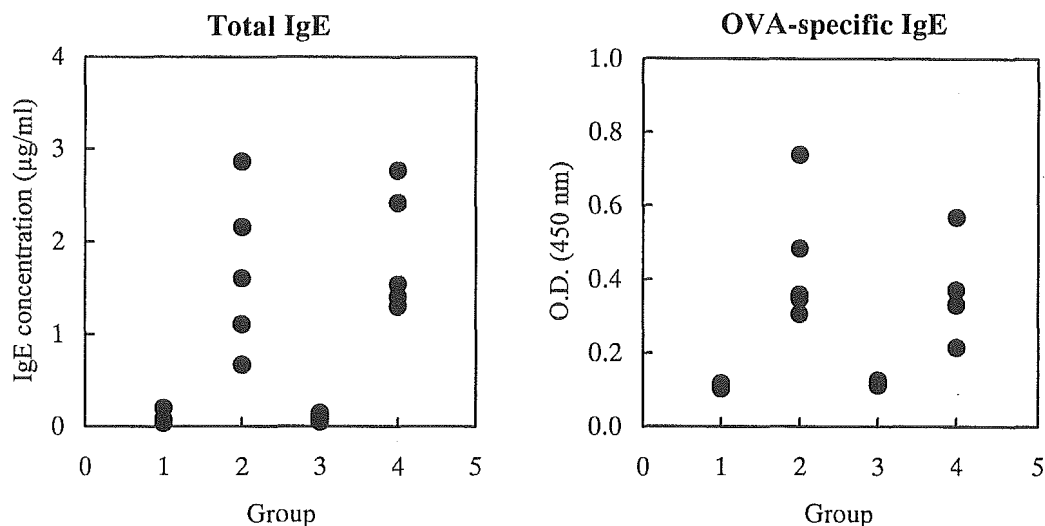 Total IgE
IgE concentration (μg/ml)
4
3
2
1
0
0 1 2 3 4 5
Group
OVA-specific IgE
O.D. (450 nm)
1.0
0.8
0.6
0.4
0.2
0.0
0 1 2 3 4 5
Group